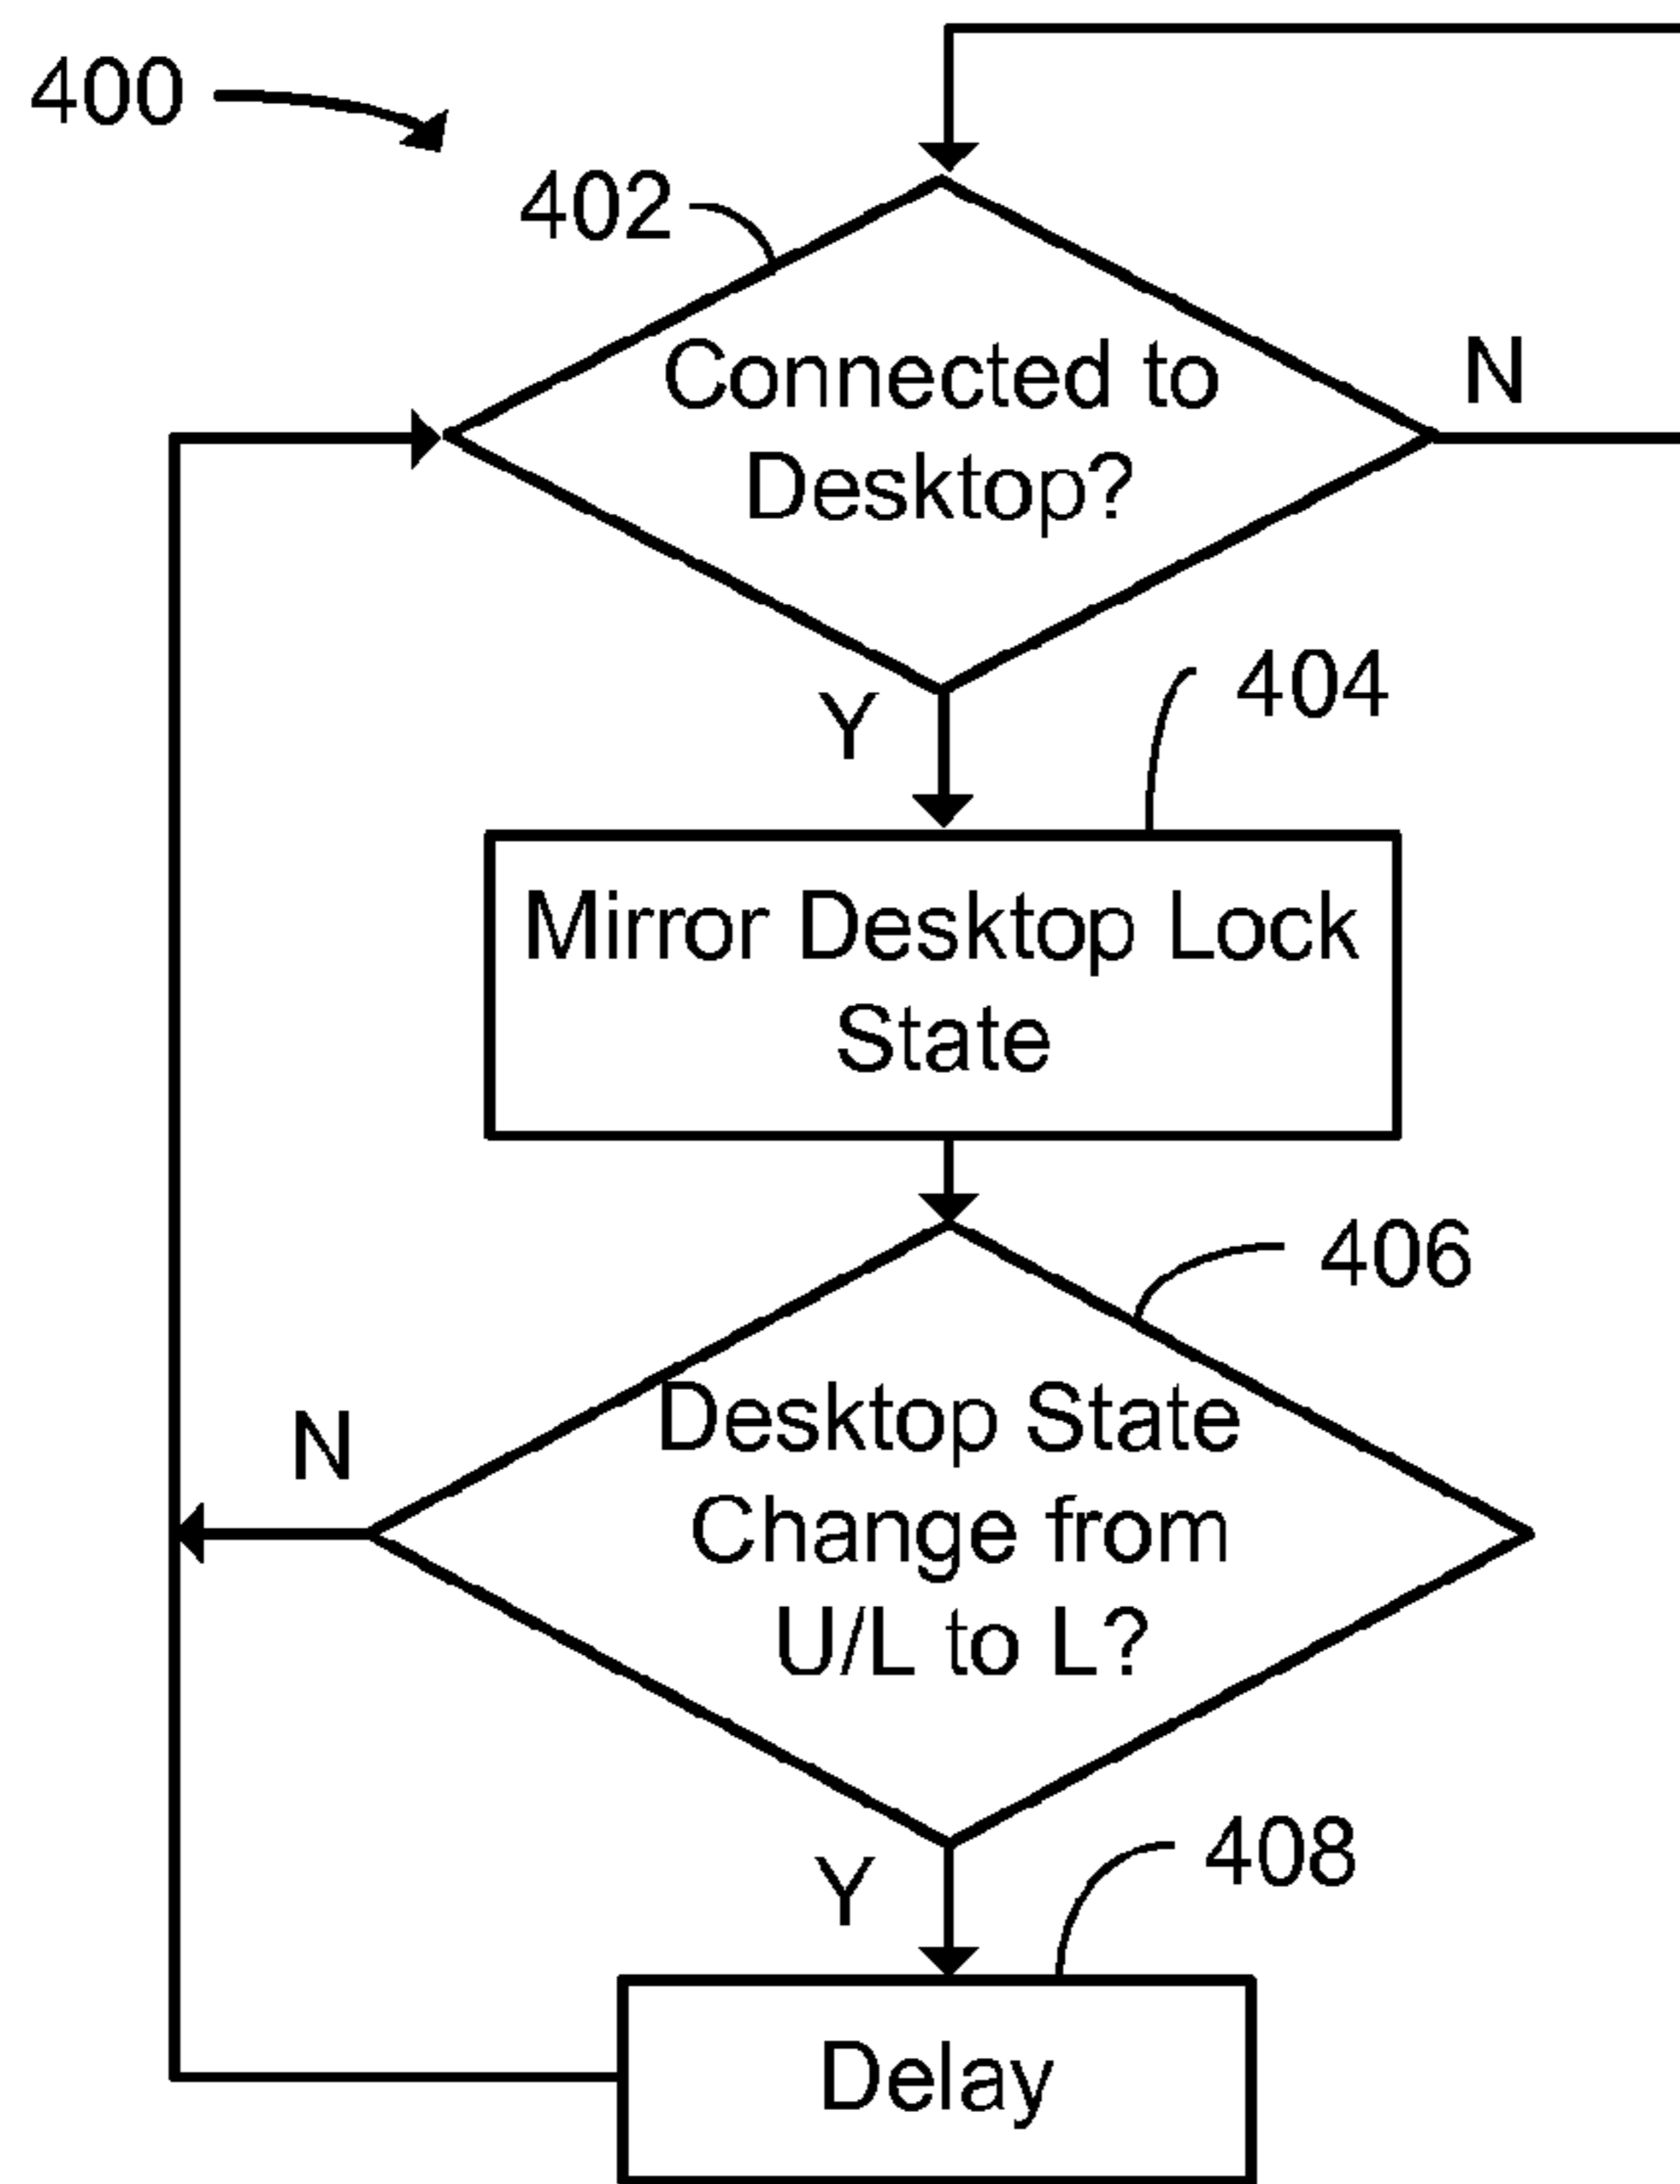 400
402
Connected to
Desktop?
N
Y
404
Mirror Desktop Lock
State
406
Desktop State
Change from
U/L to L?
N
Y
408
Delay